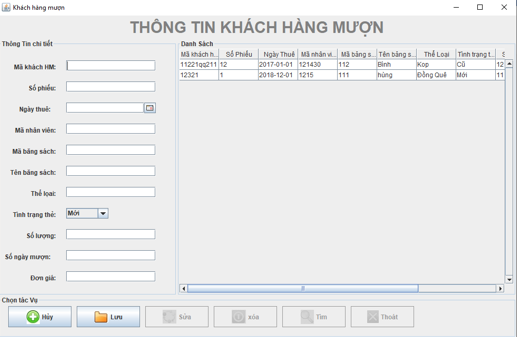 Khách hàng mượn
THÔNG TIN KHÁCH HÀNG MƯỢN
Thông Tin chi tiết
Mã khách HM:
Số phiếu:
Ngày thuê:
Mã nhân viên:
Mã băng sách:
Tên băng sách:
Thể loại:
Tình trạng thẻ: Mới
Số lượng:
Số ngày mượn:
Đơn giá:
Danh Sách
Mã khách h... Số Phiếu Ngày Thuê Mã nhân vi... Mã băng s... Tên băng s... Thể Loại Tình trạng t... S
11221qq211 12 2017-01-01 121430 112 Bình Kop Cũ 12
12321 1 2018-12-01 1215 111 hùng Đồng Quê Mới 11
Chọn tác Vụ
Hủy Lưu Sửa xóa Tìm Thoát